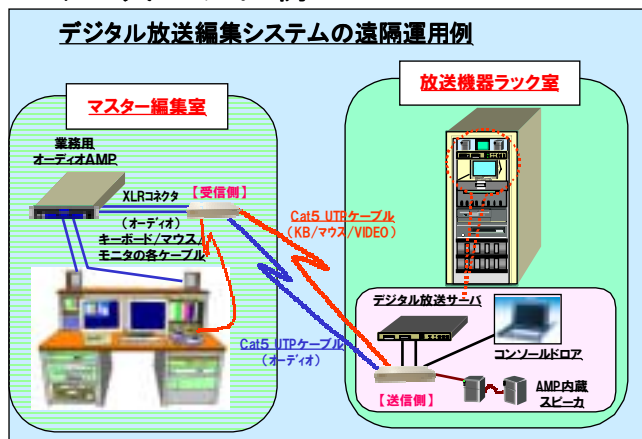 デジタル放送編集システムの遠隔運用例
放送機器ラック室
マスター編集室
業務用
オーディオAMP
XLRコネクタ
【受信側】
(オーディオ)
キーボード/マウス/
モニタの各ケーブル
Cat5 UTPケーブル
(KB/マウス/VIDEO)
デジタル放送サーバ
Cat5 UTPケーブル
(オーディオ)
コンソールドロア
【送信側】
AMP内蔵
スピーカ